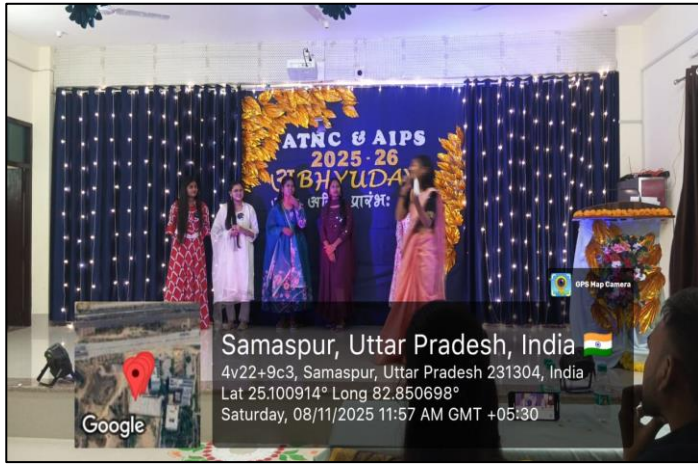 ATNC & AIPS
2025-26
प्रारंभ:
GPS Map Camera
Samaspur, Uttar Pradesh, India
4v22+9c3, Samaspur, Uttar Pradesh 231304, India
Lat 25.100914° Long 82.850698°
Saturday, 08/11/2025 11:57 AM GMT +05:30
Google